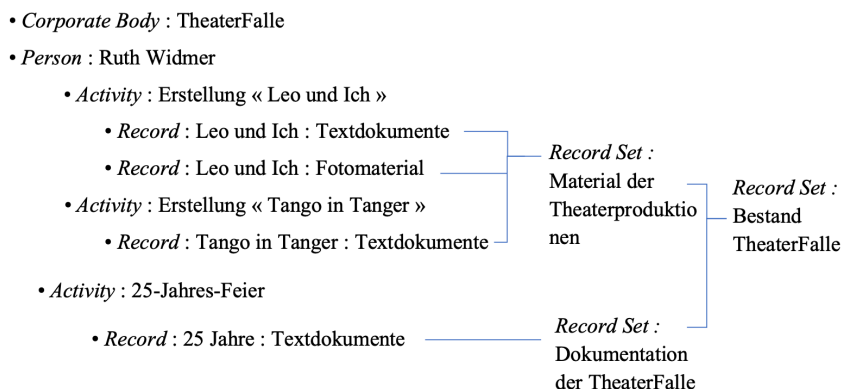 • Corporate Body : TheaterFalle
• Person : Ruth Widmer
• Activity : Erstellung « Leo und Ich »
• Record : Leo und Ich : Textdokumente
• Record : Leo und Ich : Fotomaterial
• Activity : Erstellung « Tango in Tanger »
• Record : Tango in Tanger : Textdokumente
• Activity : 25-Jahres-Feier
• Record : 25 Jahre : Textdokumente
Record Set :
Material der
Theaterproduktio
nen
Record Set :
Dokumentation
der TheaterFalle
Record Set :
Bestand
TheaterFalle